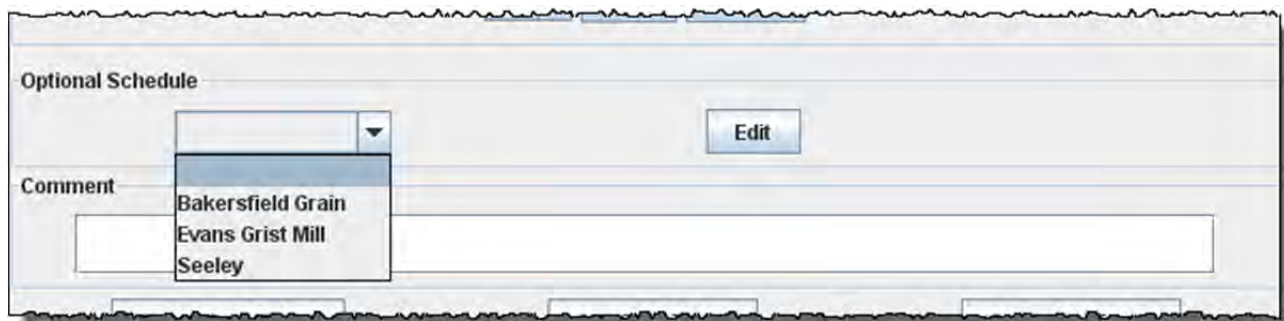 Optional Schedule
Edit
Comment
Bakersfield Grain
Evans Grist Mill
Seeley